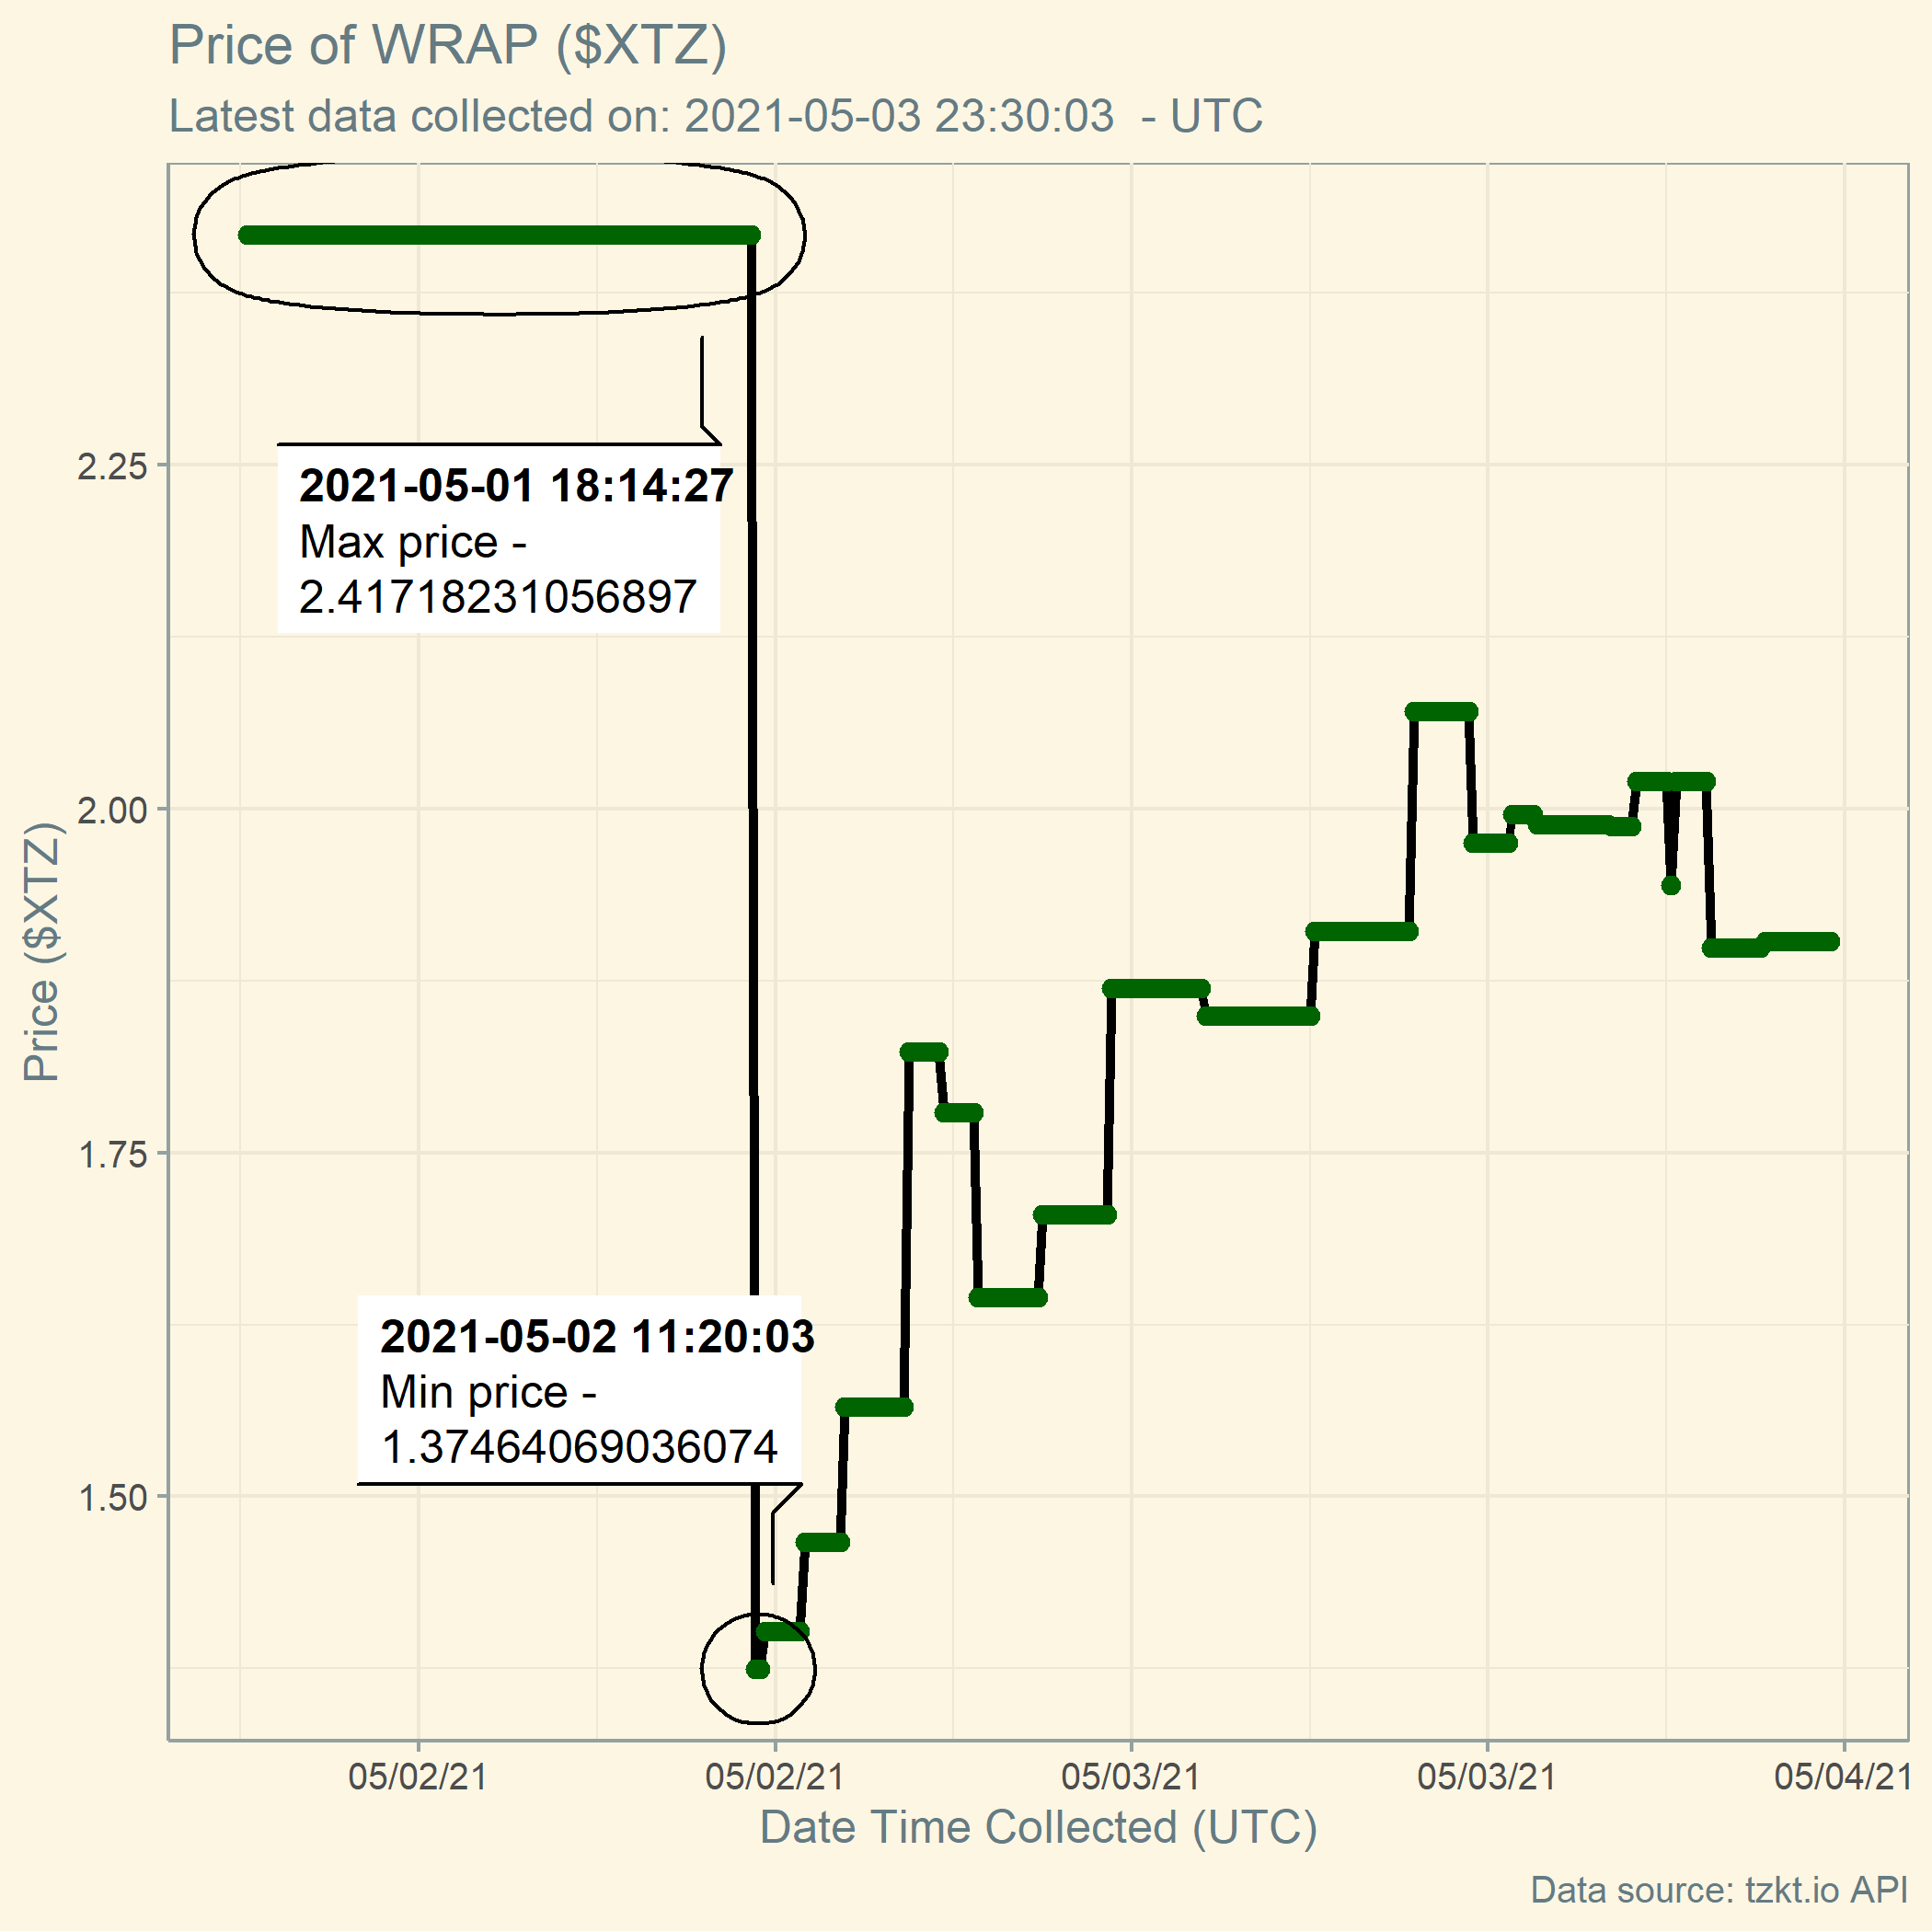 Price of WRAP ($XTZ)
Latest data collected on: 2021-05-03 23:30:03  - UTC
2021-05-01 18:14:27
Max price -
2.41718231056897
2.25
2.00
1.75
1.50
Price ($XTZ)
2021-05-02 11:20:03
Min price -
1.37464069036074
05/02/21 05/02/21 05/03/21 05/03/21 05/04/21
Date Time Collected (UTC)
Data source: tzkt.io API